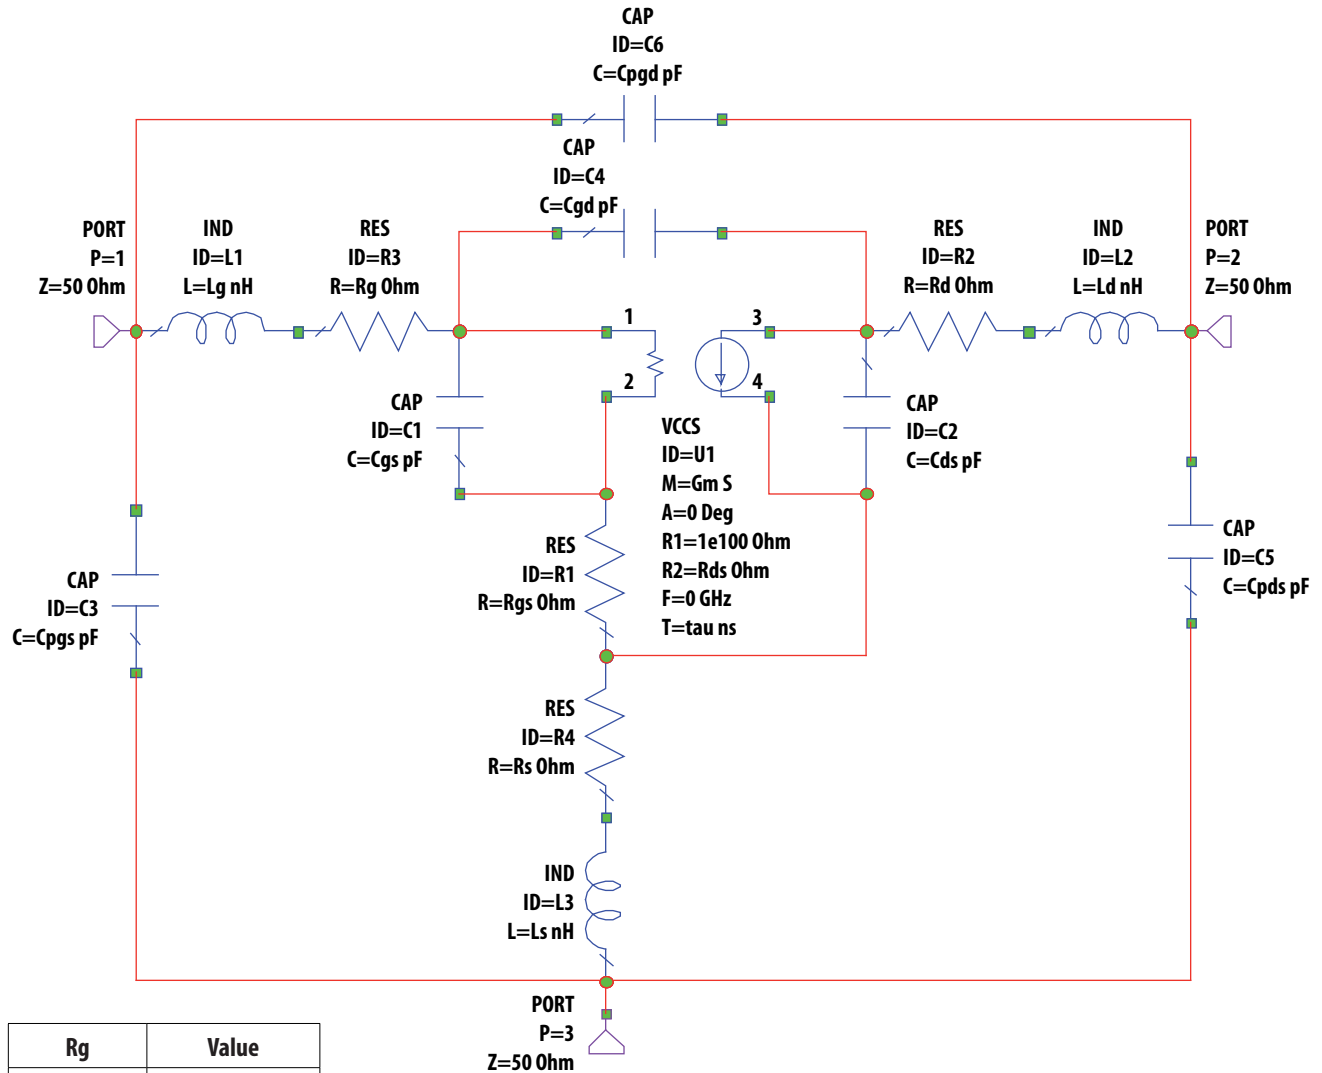 CAP
ID=C6
C=Cpgd pF
CAP
ID=C4
C=Cgd pF
PORT
P=1
Z=50 Ohm
IND
ID=L1
L=Lg nH
RES
ID=R3
R=Rg Ohm
RES
ID=R2
R=Rd Ohm
IND
ID=L2
L=Ld nH
PORT
P=2
Z=50 Ohm
1
2
3
4
CAP
ID=C1
C=Cgs pF
VCCS
ID=U1
M=Gm S
A=0 Deg
R1=1e100 Ohm
R2=Rds Ohm
F=0 GHz
T=tau ns
CAP
ID=C2
C=Cds pF
CAP
ID=C3
C=Cpgs pF
RES
ID=R1
R=Rgs Ohm
CAP
ID=C5
C=Cpds pF
RES
ID=R4
R=Rs Ohm
IND
ID=L3
L=Ls nH
PORT
P=3
Z=50 Ohm
Rg Value